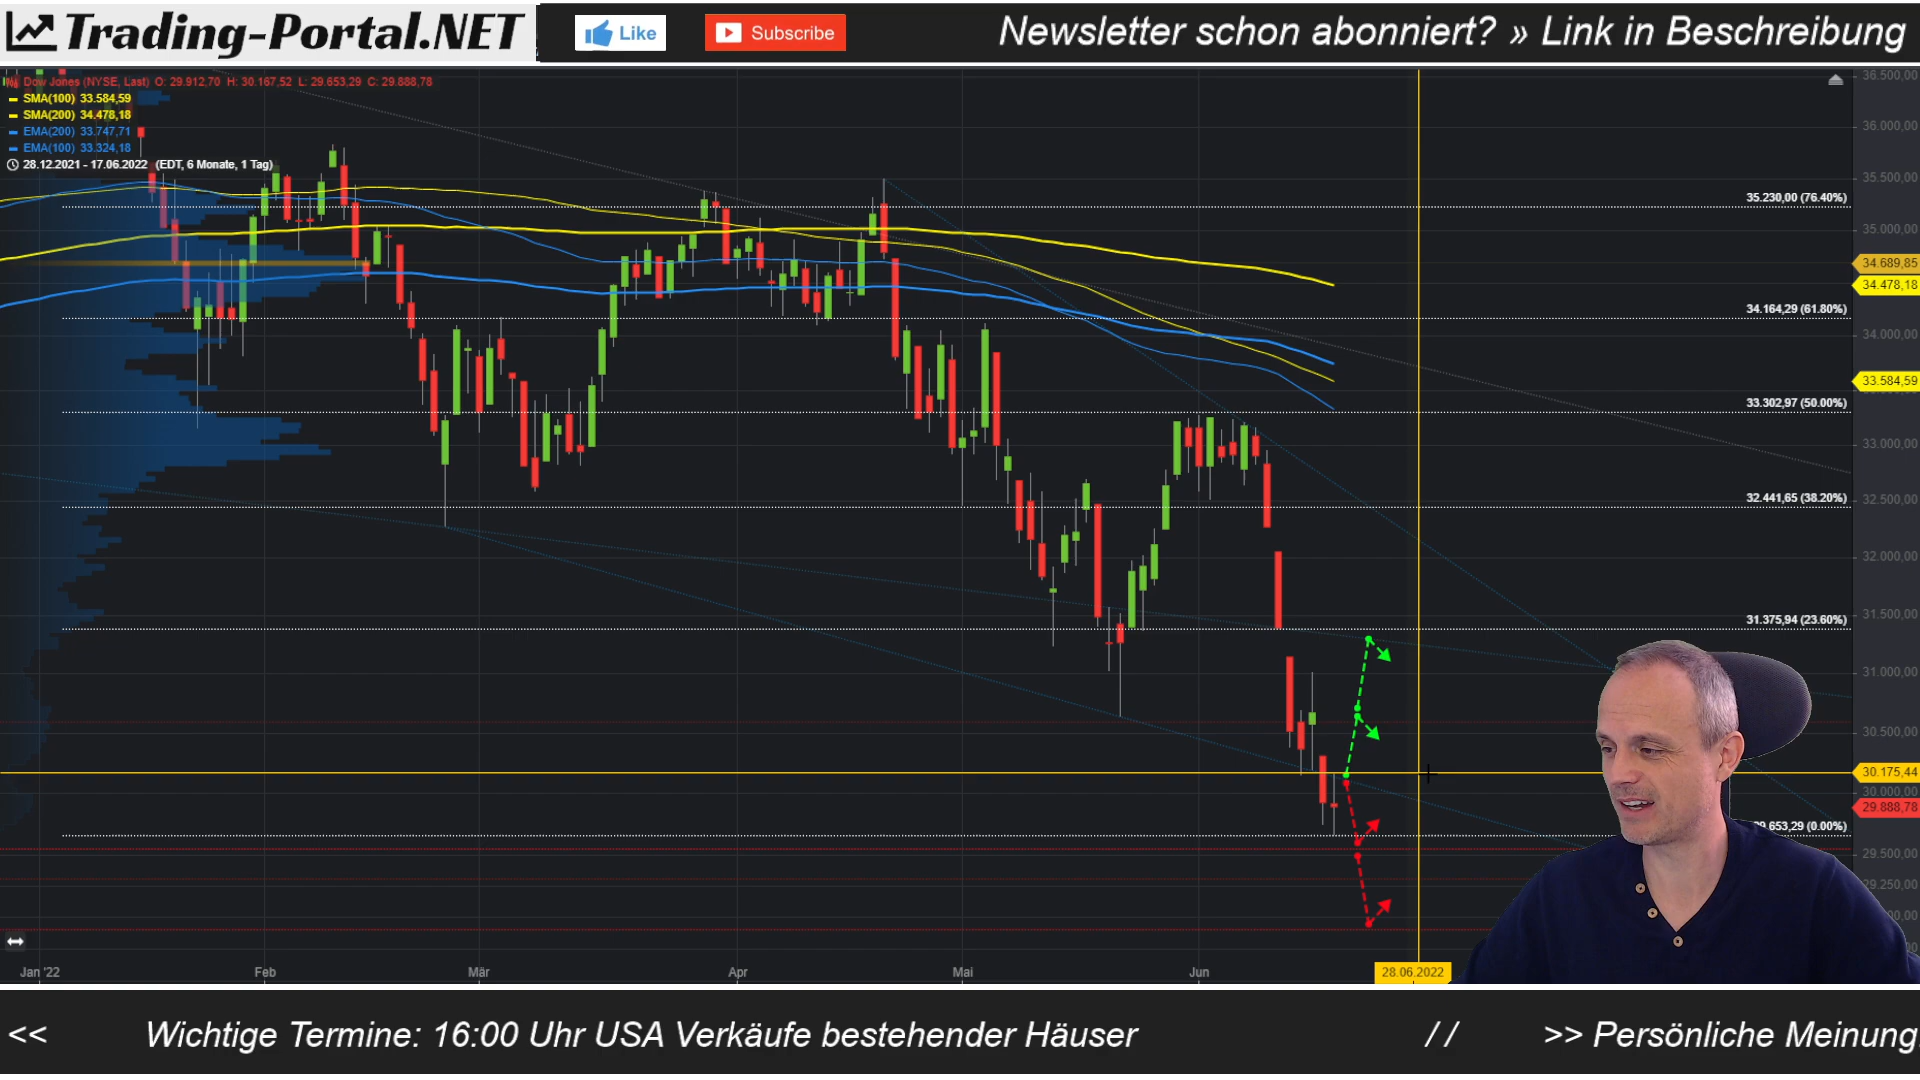 Trading-Portal.NET
Like
Subscribe
Newsletter schon abonniert? » Link in Beschreibung
Dow Jones (NYSE, Last) O: 29.912,70 H: 30.167,52 L: 29.653,29 C: 29.888,78
SMA(100) 33.584,59
SMA(200) 34.478,18
EMA(200) 33.747,71
EMA(100) 33.324,18
28.12.2021 - 17.06.2022 (EDT, 6 Monate, 1 Tag)
36.500,00
36.000,00
35.500,00
35.230,00 (76.40%)
35.000,00
34.689,85
34.478,18
34.164,29 (61.80%)
34.000,00
33.584,59
33.302,97 (50.00%)
33.000,00
32.441,65 (38.20%)
32.500,00
32.000,00
31.500,00
31.375,94 (23.60%)
31.000,00
30.500,00
30.175,44
30.000,00
29.888,78
29.653,29 (0.00%)
29.500,00
29.250,00
Jan '22
Feb
Mär
Apr
Mai
Jun
28.06.2022
<< Wichtige Termine: 16:00 Uhr USA Verkäufe bestehender Häuser // >> Persönliche Meinung